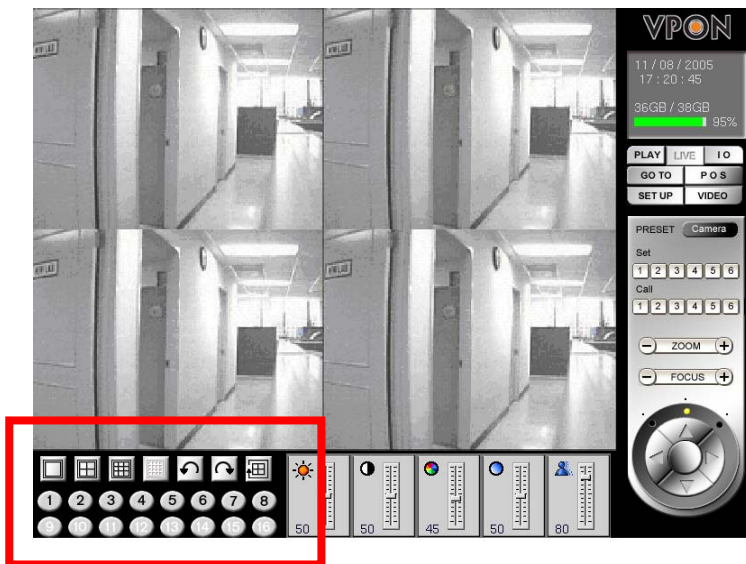 VPON
11 / 08 / 2005
17 : 20 : 45
36GB / 38GB
95%
PLAY LIVE I O
GO TO P O S
SET UP VIDEO
PRESET Camera
Set
1 2 3 4 5 6
Call
1 2 3 4 5 6
ZOOM
FOCUS
1 2 3 4 5 6 7 8
9 10 11 12 13 14 15 16
50 50 45 50 80